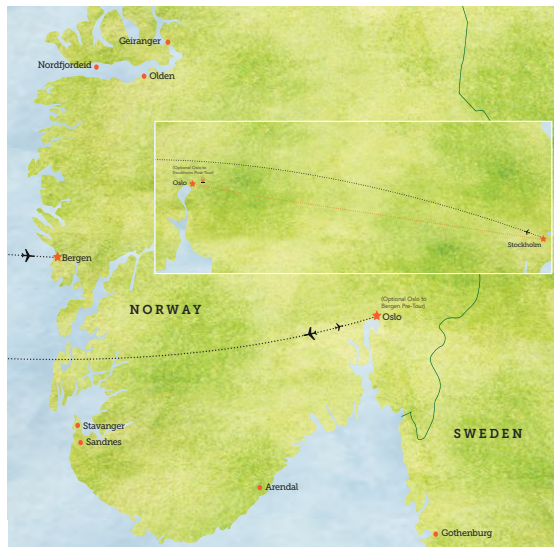 Geiranger
Nordfjordeid
Olden
(Optional Oslo to
Stockholm Pre-Tour)
Oslo
Stockholm
Bergen
NORWAY
(Optional Oslo to
Bergen Pre-Tour)
Oslo
Stavanger
Sandnes
SWEDEN
Arendal
Gothenburg